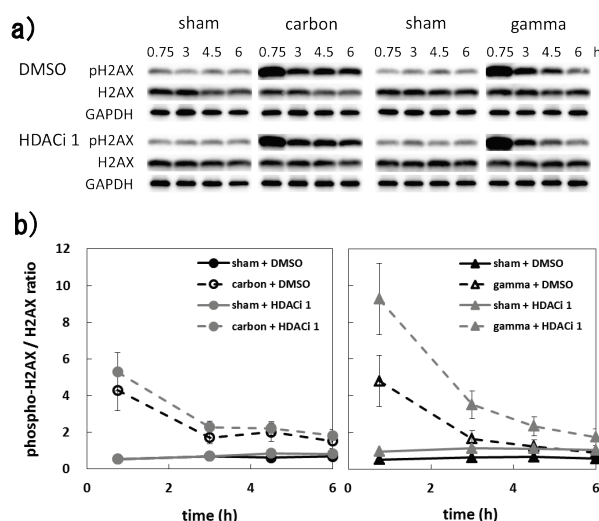 a)
sham carbon sham gamma
0.75 3 4.5 6 0.75 3 4.5 6 0.75 3 4.5 6 0.75 3 4.5 6 h
DMSO pH2AX
H2AX
GAPDH
HDACi 1 pH2AX
H2AX
GAPDH
b)
phospho-H2AX / H2AX ratio
12
10
8
6
4
2
0
sham + DMSO
carbon + DMSO
sham + HDACi 1
carbon + HDACi 1
0 2 4 6
time (h)
sham + DMSO
gamma + DMSO
sham + HDACi 1
gamma + HDACi 1
0 2 4 6
time (h)